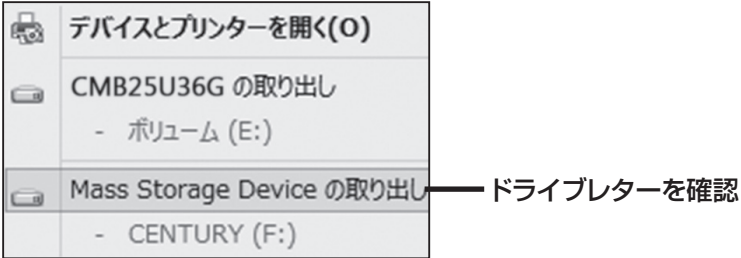 デバイスとプリンターを開く(O)
CMB25U36G の取り出し
- ボリューム (E:)
Mass Storage Device の取り出し
ドライブレターを確認
- CENTURY (F:)